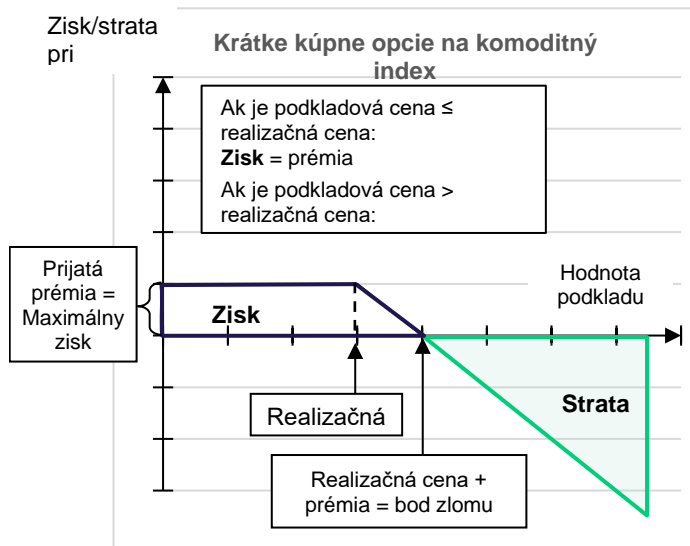 Zisk/strata
pri
Krátke kúpne opcie na komoditný
index
Ak je podkladová cena ≤
realizačná cena:
Zisk = prémia
Ak je podkladová cena >
realizačná cena:
Prijatá
prémia =
Maximálny
zisk
Zisk
Hodnota
podkladu
Strata
Realizačná
Realizačná cena +
prémia = bod zlomu